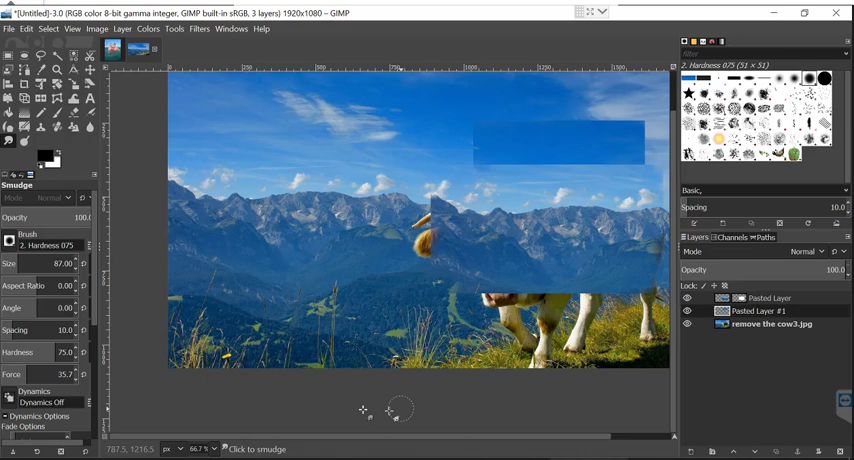 *[Untitled]-3.0 (RGB color 8-bit gamma integer, GIMP built-in sRGB, 3 layers) 1920x1080 – GIMP
File Edit Select View Image Layer Colors Tools Filters Windows Help
filter
2. Hardness 075 (51 × 51)
Smudge
Mode Normal
Opacity 100.
Brush
2. Hardness 075
Size 87.00
Aspect Ratio 0.00
Angle 0.00
Spacing 10.0
Hardness 75.0
Force 35.7
Dynamics
Dynamics Off
Dynamics Options
Fade Options
0 250 500 750 1000 1250 1500
Basic,
Spacing 10.0
Layers Channels Paths
Mode Normal
Opacity 100.0
Lock:
Pasted Layer
Pasted Layer #1
remove the cow3.jpg
787.5, 1216.5 px 66.7 % Click to smudge